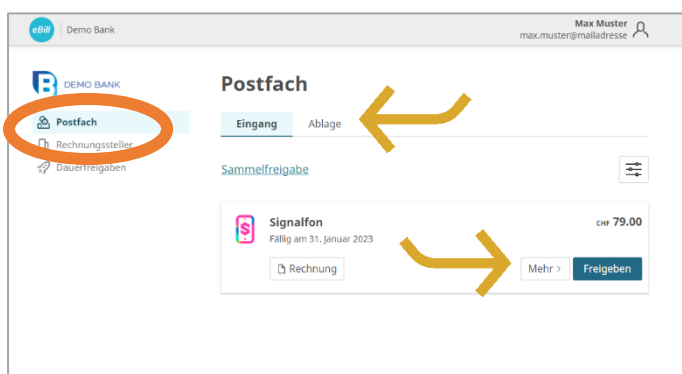 eBill Demo Bank
Max Muster
max.muster@mailadresse
DEMO BANK
Postfach
Rechnungssteller
Dauerfreigaben
Postfach
Eingang Ablage
Sammelfreigabe
Signalfon
CHF 79.00
Fällig am 31. Januar 2023
Rechnung
Mehr >
Freigeben